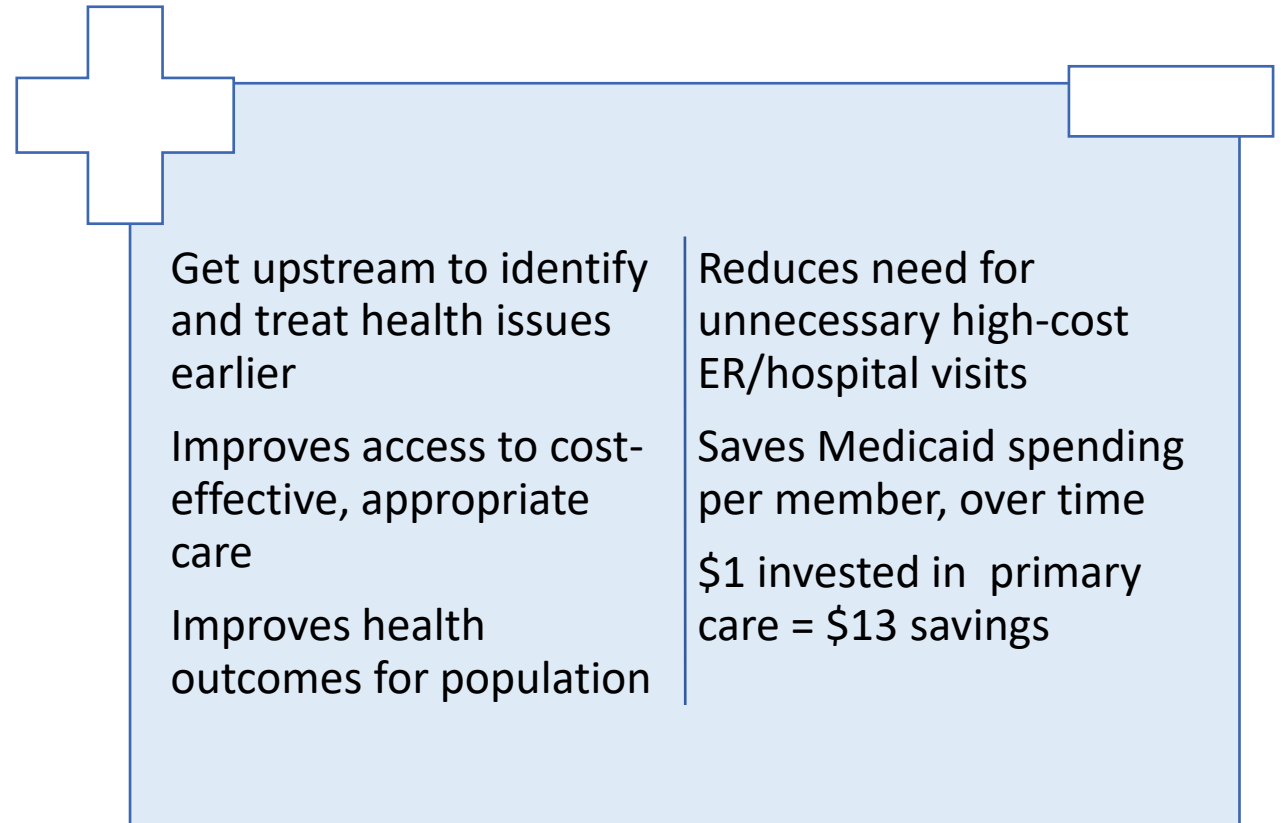 Get upstream to identify
and treat health issues
earlier
Improves access to cost-
effective, appropriate
care
Improves health
outcomes for population
Reduces need for
unnecessary high-cost
ER/hospital visits
Saves Medicaid spending
per member, over time
$1 invested in  primary
care = $13 savings